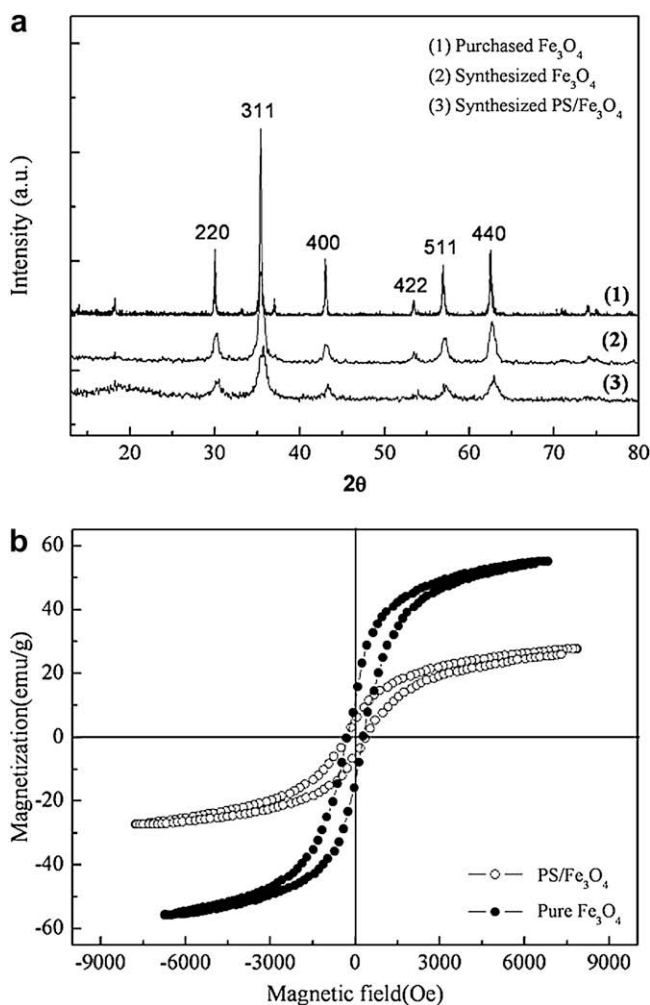 a
(1) Purchased Fe₃O₄
(2) Synthesized Fe₃O₄
(3) Synthesized PS/Fe₃O₄
311
220
400
422
511
440
(1)
(2)
(3)
Intensity (a.u.)
20 30 40 50 60 70 80
2θ
b
60
40
20
0
-20
-40
-60
Magnetization(emu/g)
PS/Fe₃O₄
Pure Fe₃O₄
-9000 -6000 -3000 0 3000 6000 9000
Magnetic field(Oe)